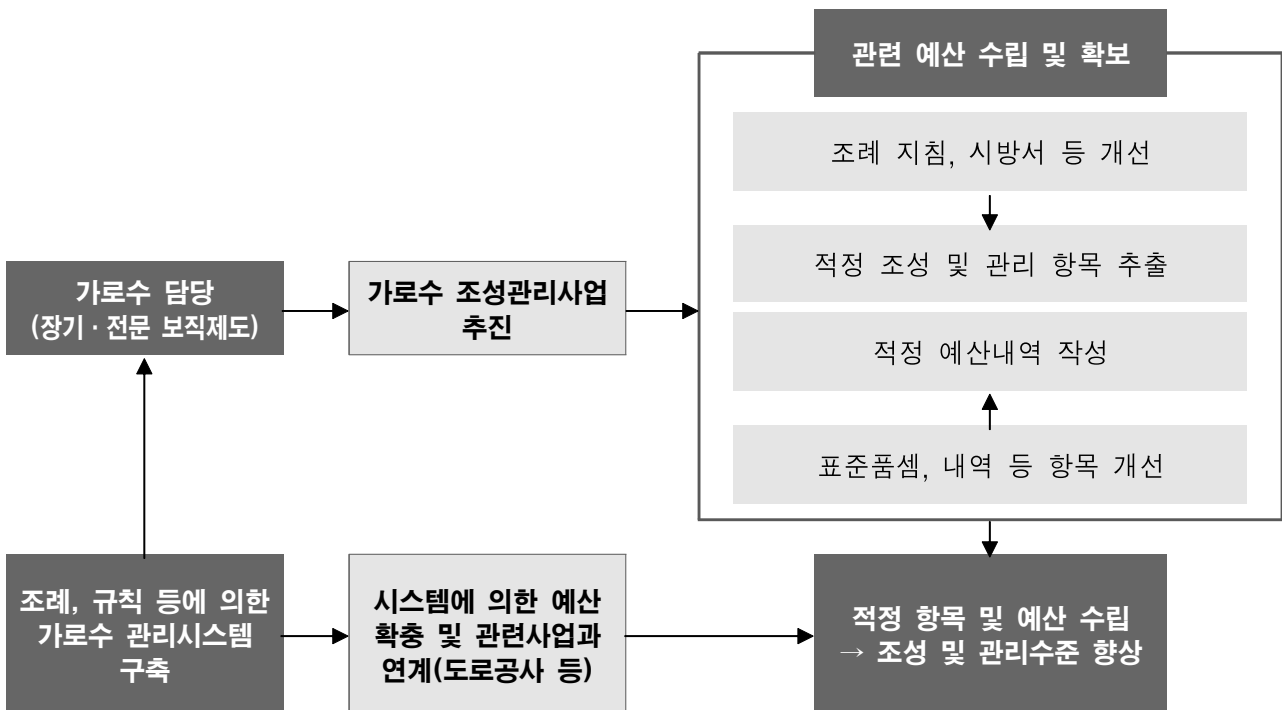 관련 예산 수립 및 확보
조례 지침, 시방서 등 개선
적정 조성 및 관리 항목 추출
적정 예산내역 작성
표준품셈, 내역 등 항목 개선
가로수 담당
(장기·전문 보직제도)
가로수 조성관리사업
추진
조례, 규칙 등에 의한
가로수 관리시스템
구축
시스템에 의한 예산
확충 및 관련사업과
연계(도로공사 등)
적정 항목 및 예산 수립
→ 조성 및 관리수준 향상